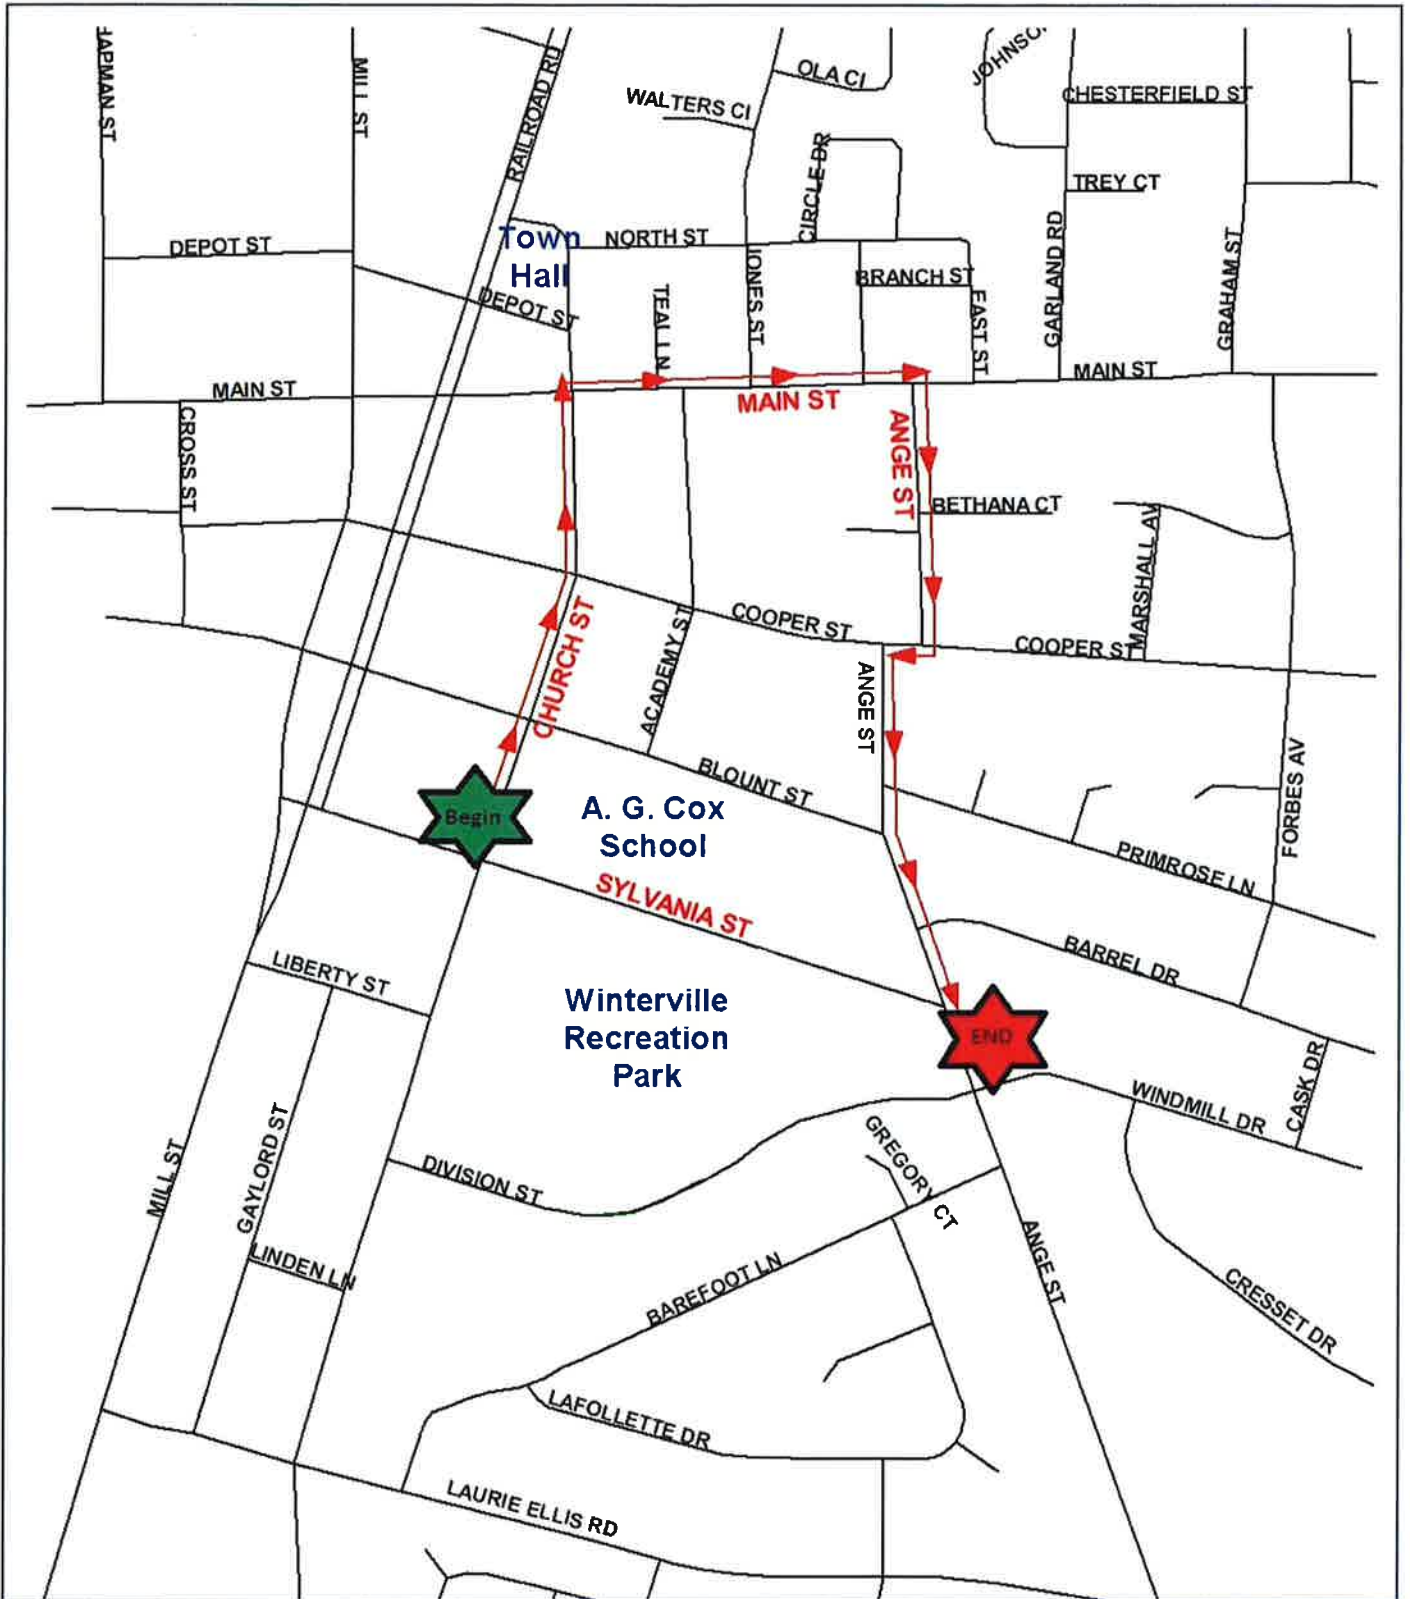 HAPMAN ST
MILL ST
RAILROAD RD
WALTERS CI
OLA CI
JOHNSO
CHESTERFIELD ST
CIRCLE DR
TREY CT
DEPOT ST
Town
Hall
NORTH ST
JONES ST
BRANCH ST
EAST ST
GARLAND RD
GRAHAM ST
DEPOT ST
TEAL LN
MAIN ST
MAIN ST
MAIN ST
CROSS ST
ANGE ST
BETHANA CT
MARSHALL AV
CHURCH ST
ACADEMY ST
COOPER ST
COOPER ST
ANGE ST
FORBES AV
BLOUNT ST
Begin
A. G. Cox
School
PRIMROSE LN
SYLVANIA ST
BARREL DR
LIBERTY ST
Winterville
Recreation
Park
END
CASK DR
WINDMILL DR
GREGORY CT
MILL ST
GAYLORD ST
DIVISION ST
LINDEN LN
BAREFOOT LN
ANGE ST
CRESSET DR
LAFOLLETTE DR
LAURIE ELLIS RD